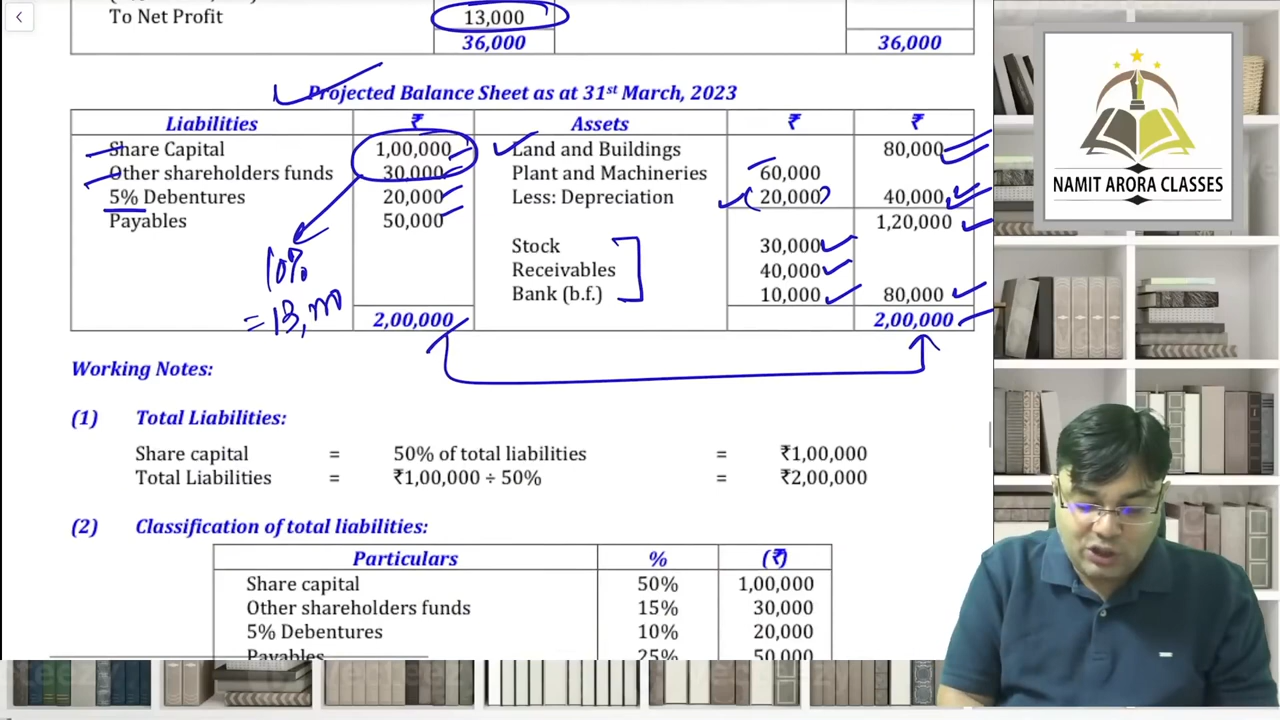 To Net Profit 13,000
36,000 36,000
Projected Balance Sheet as at 31st March, 2023
Liabilities ₹ Assets ₹ ₹
Share Capital 1,00,000 Land and Buildings 80,000
Other shareholders funds 30,000 Plant and Machineries 60,000
5% Debentures 20,000 Less: Depreciation (20,000) 40,000
Payables 50,000 1,20,000
Stock 30,000
Receivables 40,000
Bank (b.f.) 10,000 80,000
2,00,000 2,00,000
10%
= 13,000
Working Notes:
(1) Total Liabilities:
Share capital = 50% of total liabilities = ₹1,00,000
Total Liabilities = ₹1,00,000 ÷ 50% = ₹2,00,000
(2) Classification of total liabilities:
Particulars % (₹)
Share capital 50% 1,00,000
Other shareholders funds 15% 30,000
5% Debentures 10% 20,000
Payables 25% 50,000
NAMIT ARORA CLASSES